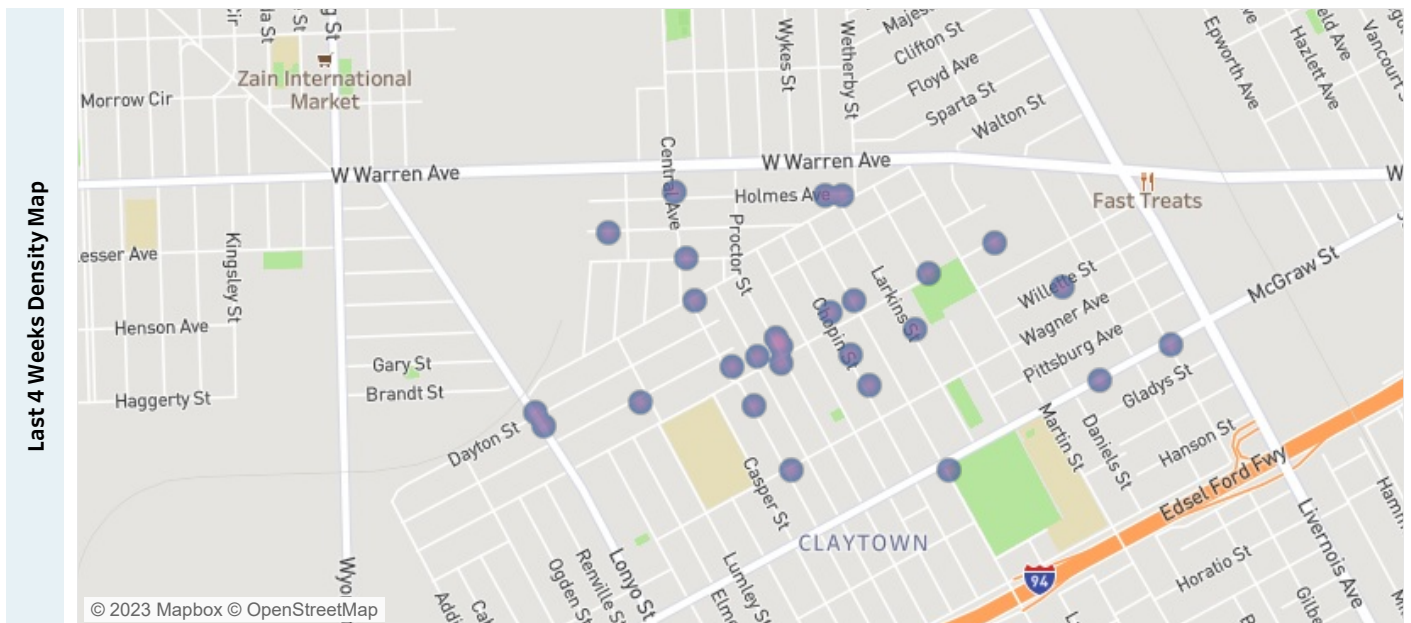 Last 4 Weeks Density Map
Wykes St
Wetherby St
Clifton St
Floyd Ave
Sparta St
Walton St
Epworth Ave
Hazlett Ave
Zain International
Market
Morrow Cir
W Warren Ave
W Warren Ave
Central Ave
Holmes Ave
Fast Treats
Proctor St
Kingsley St
McGraw St
Larkins St
Willette St
Wagner Ave
Pittsburg Ave
Chopin St
Henson Ave
Gary St
Brandt St
Haggerty St
Gladys St
Dayton St
Martin St
Daniels St
Hanson St
Casper St
Edsel Ford Fwy
CLAYTOWN
94
Livernois Ave
Horatio St
Lonyo St
Renville St
Ogden St
Lumley St
© 2023 Mapbox © OpenStreetMap